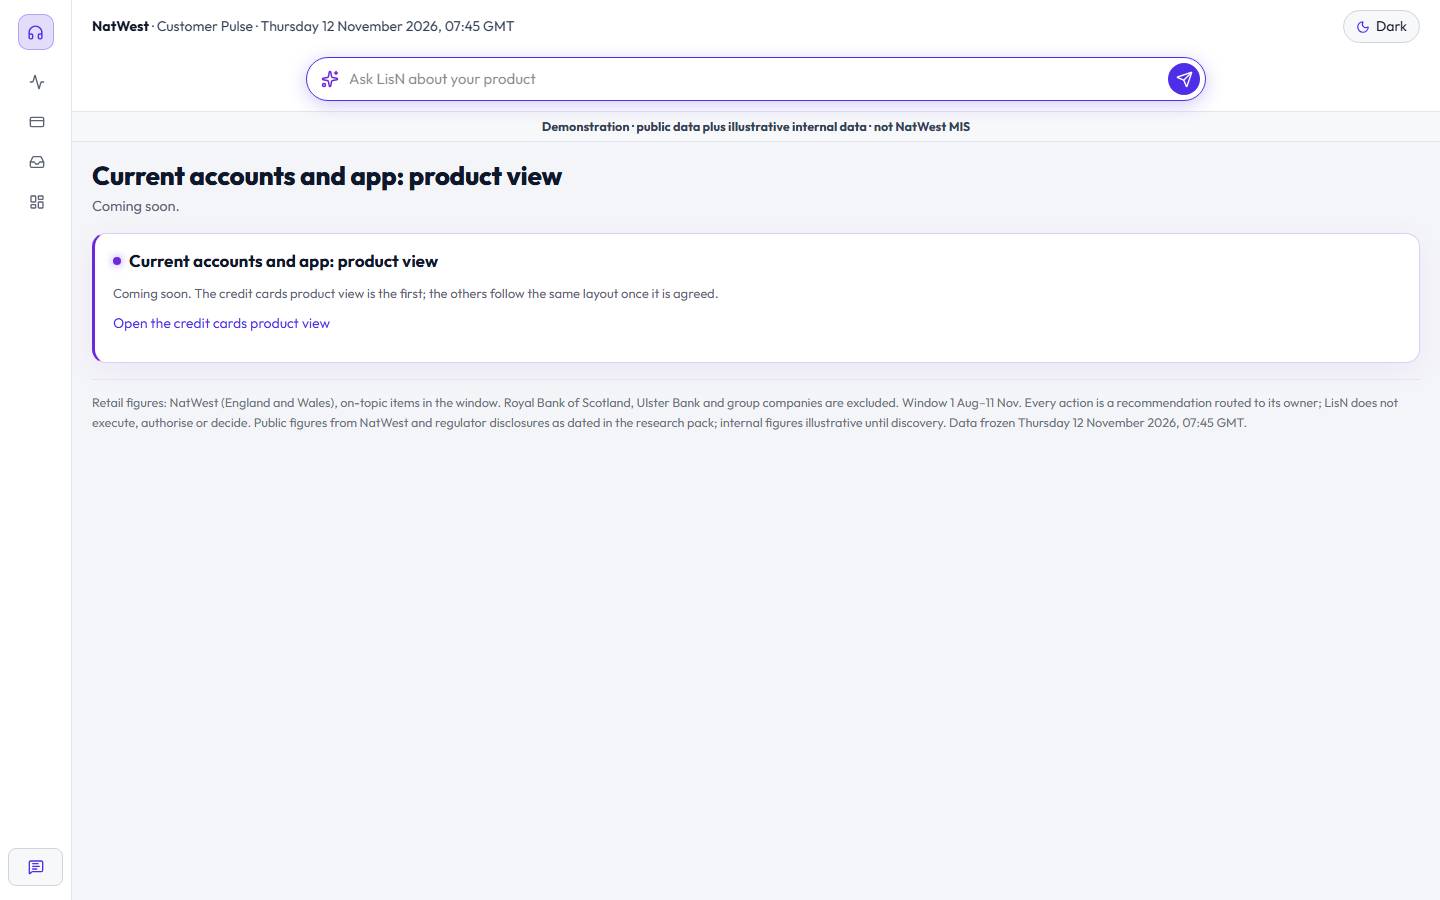 NatWest · Customer Pulse · Thursday 12 November 2026, 07:45 GMT
Dark
Ask LisN about your product
Demonstration · public data plus illustrative internal data · not NatWest MIS
Current accounts and app: product view
Coming soon.
Current accounts and app: product view
Coming soon. The credit cards product view is the first; the others follow the same layout once it is agreed.
Open the credit cards product view
Retail figures: NatWest (England and Wales), on-topic items in the window. Royal Bank of Scotland, Ulster Bank and group companies are excluded. Window 1 Aug–11 Nov. Every action is a recommendation routed to its owner; LisN does not
execute, authorise or decide. Public figures from NatWest and regulator disclosures as dated in the research pack; internal figures illustrative until discovery. Data frozen Thursday 12 November 2026, 07:45 GMT.